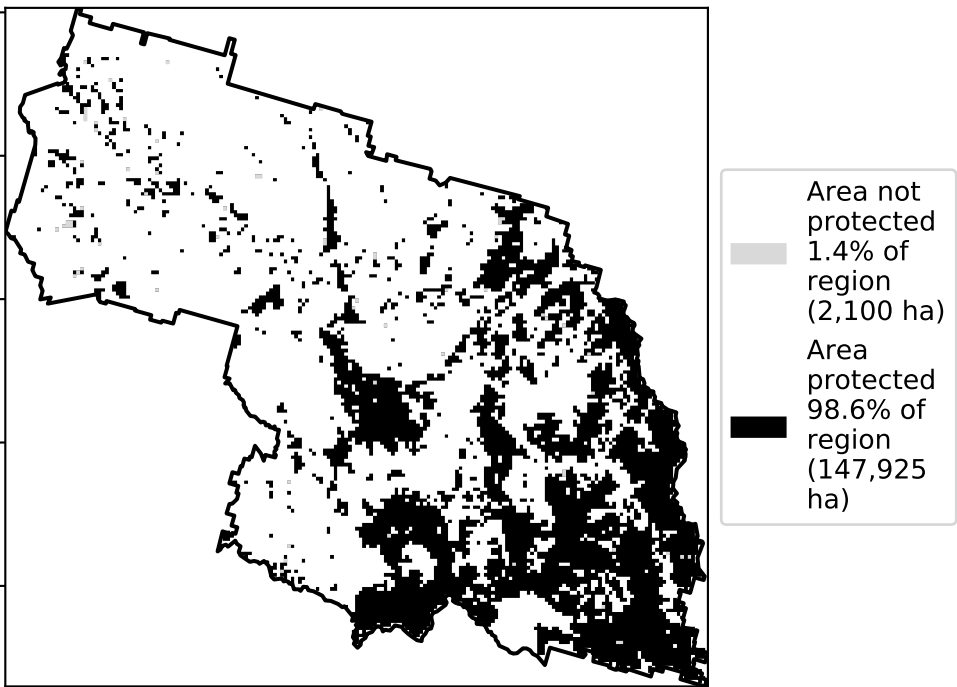 Area not
protected
1.4% of
region
(2,100 ha)
Area
protected
98.6% of
region
(147,925
ha)